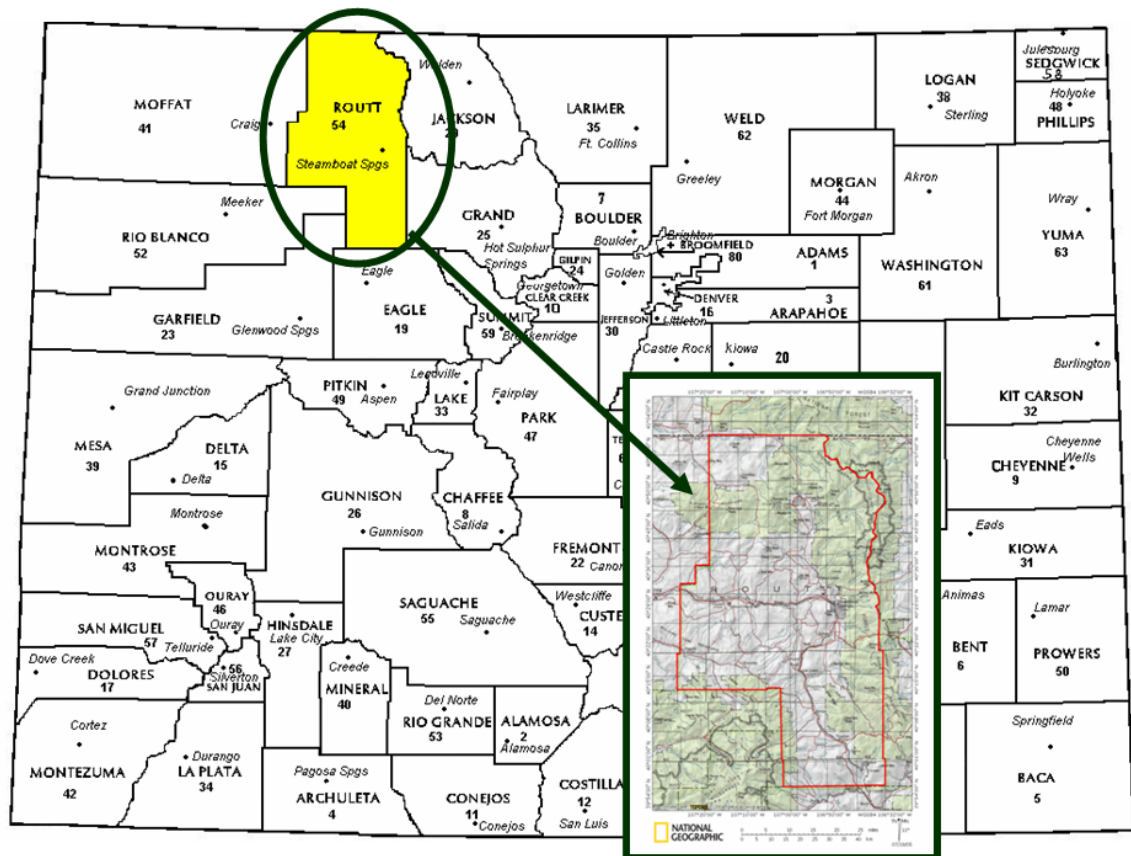 Julesburg
SEDGWICK
58
Walden
LOGAN
38
Sterling
Holyoke
48
PHILLIPS
MOFFAT
41
Craig
ROUTT
54
Steamboat Spgs
JACKSON
LARIMER
35
Ft. Collins
WELD
62
Greeley
MORGAN
44
Fort Morgan
Akron
WASHINGTON
61
Wray
YUMA
63
Meeker
RIO BLANCO
52
GRAND
25
Hot Sulphur
Springs
7
BOULDER
Boulder
Brighton
BROOMFIELD
80
ADAMS
1
GILPIN
24
Golden
Georgetown
CLEAR CREEK
10
JEFFERSON
30
DENVER
16
Littleton
3
ARAPAHOE
Eagle
EAGLE
19
SUMMIT
59
Breckenridge
GARFIELD
23
Glenwood Spgs
Castle Rock
Kiowa
20
Burlington
KIT CARSON
32
Grand Junction
MESA
39
PITKIN
49
Aspen
Leadville
LAKE
33
Fairplay
PARK
47
DELTA
15
Delta
Cheyenne
Wells
CHEYENNE
9
GUNNISON
26
Gunnison
CHAFFEE
8
Salida
Montrose
MONTROSE
43
FREMONT
22
Eads
KIOWA
31
OURAY
46
Ouray
SAGUACHE
55
Saguache
Westcliffe
14
Animas
BENT
6
Lamar
PROWERS
50
SAN MIGUEL
57
Telluride
HINSDALE
Lake City
27
Dove Creek
DOLORES
17
56
Silverton
SAN JUAN
Creede
MINERAL
40
Del Norte
RIO GRANDE
53
ALAMOSA
2
Alamosa
Cortez
MONTEZUMA
42
Durango
LA PLATA
34
Pagosa Spgs
ARCHULETA
4
CONEJOS
11
Conejos
COSTILLA
12
San Luis
Springfield
BACA
5
NATIONAL
GEOGRAPHIC